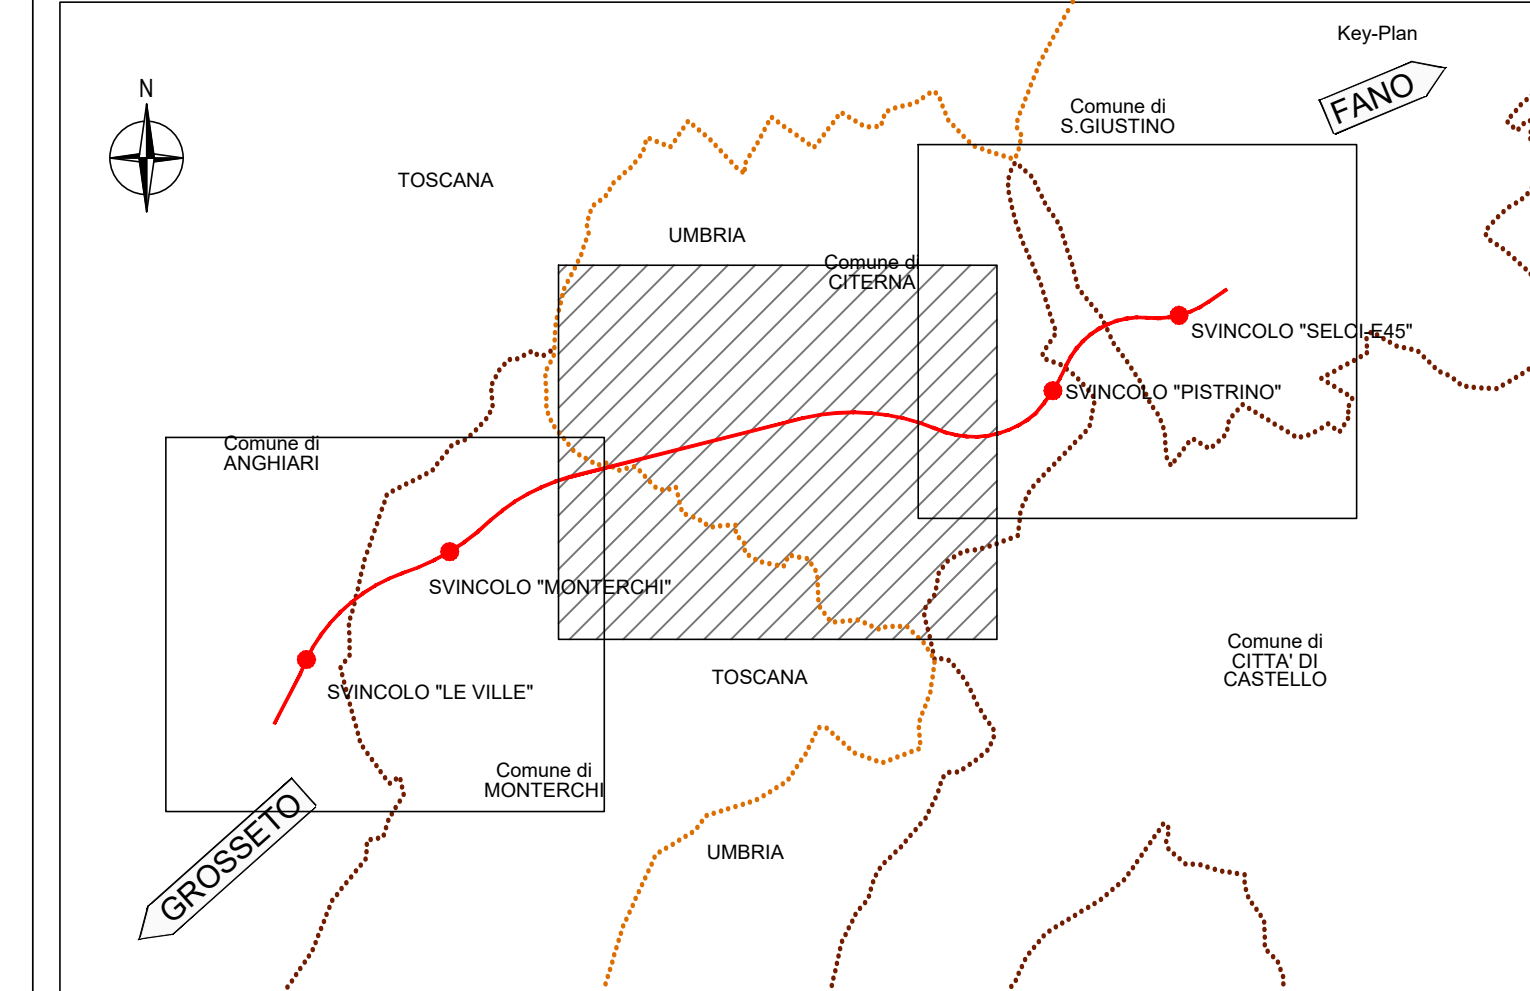 Key-Plan
N
FANO
Comune di
S.GIUSTINO
TOSCANA
UMBRIA
Comune di
CITERNA
SVINCOLO "SELCI-E45"
SVINCOLO "PISTRINO"
Comune di
ANGHIARI
SVINCOLO "MONTERCHI"
Comune di
CITTA' DI
CASTELLO
TOSCANA
SVINCOLO "LE VILLE"
Comune di
MONTERCHI
GROSSETO
UMBRIA